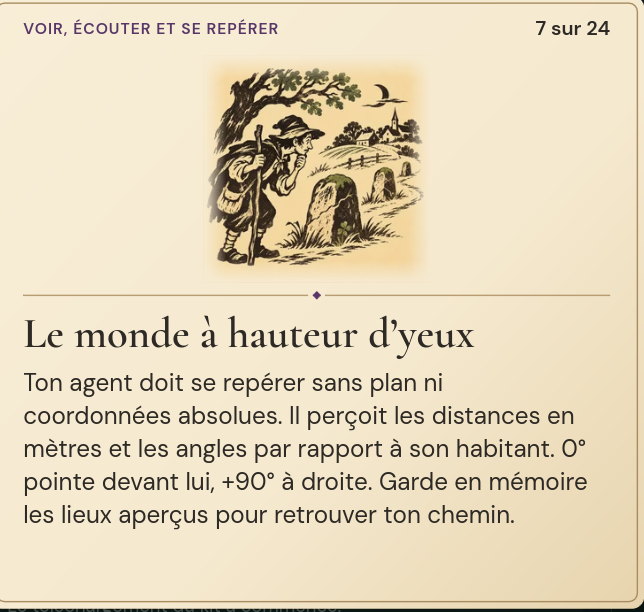 VOIR, ÉCOUTER ET SE REPÉRER
7 sur 24
Le monde à hauteur d’yeux
Ton agent doit se repérer sans plan ni
coordonnées absolues. Il perçoit les distances en
mètres et les angles par rapport à son habitant. 0°
pointe devant lui, +90° à droite. Garde en mémoire
les lieux aperçus pour retrouver ton chemin.